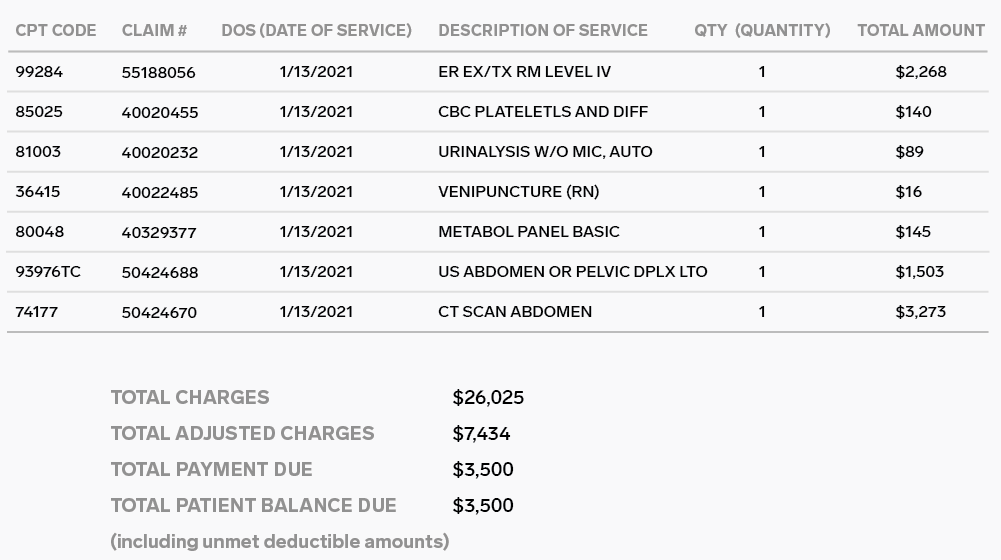 CPT CODE CLAIM # DOS (DATE OF SERVICE) DESCRIPTION OF SERVICE QTY (QUANTITY) TOTAL AMOUNT
99284 55188056 1/13/2021 ER EX/TX RM LEVEL IV 1 $2,268
85025 40020455 1/13/2021 CBC PLATELETLS AND DIFF 1 $140
81003 40020232 1/13/2021 URINALYSIS W/O MIC, AUTO 1 $89
36415 40022485 1/13/2021 VENIPUNCTURE (RN) 1 $16
80048 40329377 1/13/2021 METABOL PANEL BASIC 1 $145
93976TC 50424688 1/13/2021 US ABDOMEN OR PELVIC DPLX LTO 1 $1,503
74177 50424670 1/13/2021 CT SCAN ABDOMEN 1 $3,273
TOTAL CHARGES $26,025
TOTAL ADJUSTED CHARGES $7,434
TOTAL PAYMENT DUE $3,500
TOTAL PATIENT BALANCE DUE $3,500
(including unmet deductible amounts)